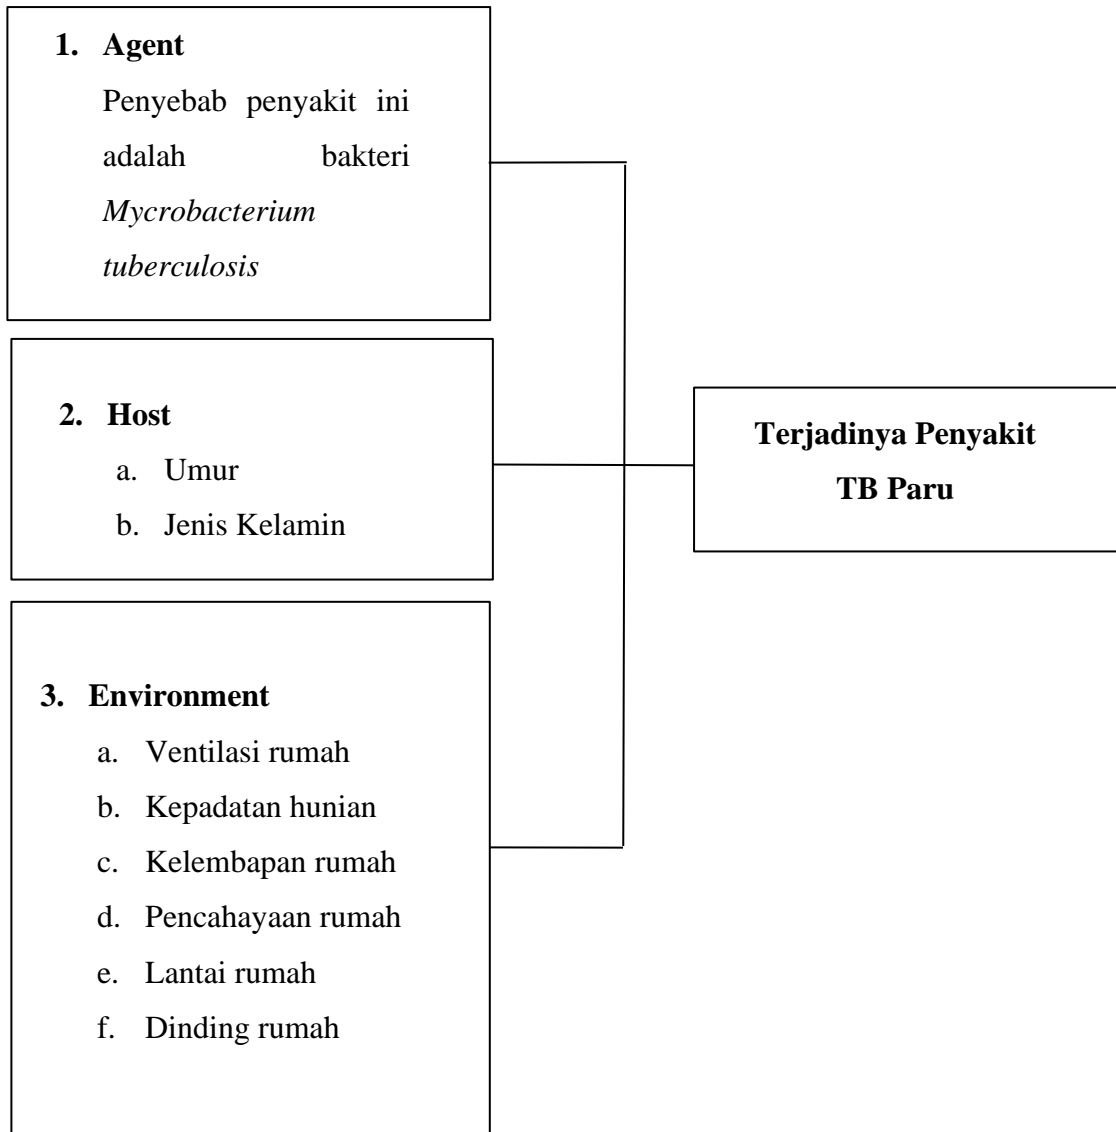 1. Agent
Penyebab penyakit ini
adalah bakteri
Mycrobacterium
tuberculosis
2. Host
a. Umur
b. Jenis Kelamin
Terjadinya Penyakit
TB Paru
3. Environment
a. Ventilasi rumah
b. Kepadatan hunian
c. Kelembapan rumah
d. Pencahayaan rumah
e. Lantai rumah
f. Dinding rumah